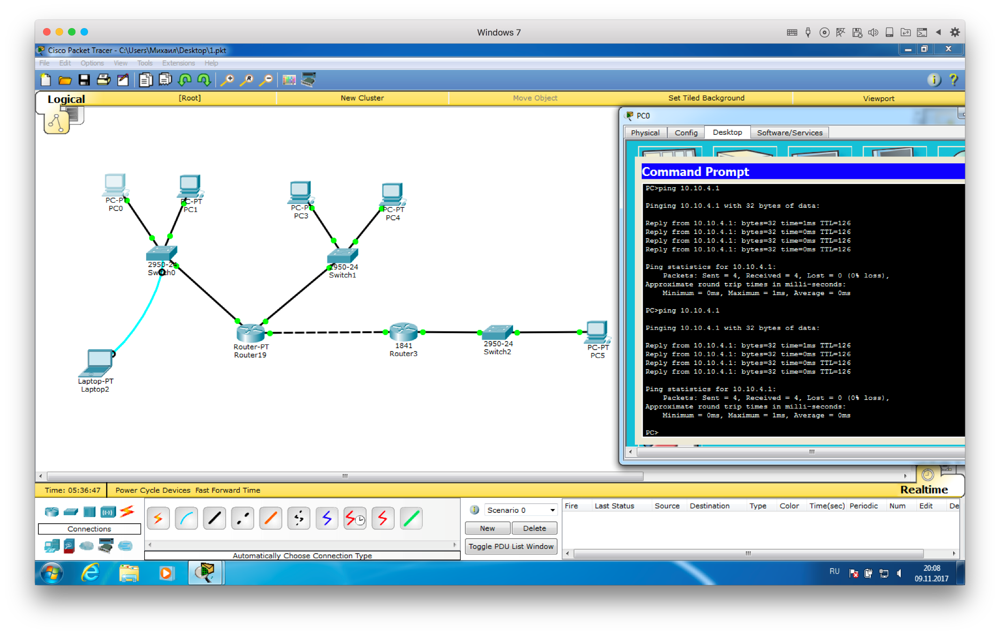 Windows 7
Cisco Packet Tracer - C:\Users\Михаил\Desktop\1.pkt
File Edit Options View Tools Extensions Help
Logical [Root] New Cluster Move Object Set Tiled Background Viewport
PC0
Physical Config Desktop Software/Services
Command Prompt
PC>ping 10.10.4.1
Pinging 10.10.4.1 with 32 bytes of data:
Reply from 10.10.4.1: bytes=32 time=1ms TTL=126
Reply from 10.10.4.1: bytes=32 time=0ms TTL=126
Reply from 10.10.4.1: bytes=32 time=0ms TTL=126
Reply from 10.10.4.1: bytes=32 time=0ms TTL=126
Ping statistics for 10.10.4.1:
Packets: Sent = 4, Received = 4, Lost = 0 (0% loss),
Approximate round trip times in milli-seconds:
Minimum = 0ms, Maximum = 1ms, Average = 0ms
PC>ping 10.10.4.1
Pinging 10.10.4.1 with 32 bytes of data:
Reply from 10.10.4.1: bytes=32 time=1ms TTL=126
Reply from 10.10.4.1: bytes=32 time=0ms TTL=126
Reply from 10.10.4.1: bytes=32 time=0ms TTL=126
Reply from 10.10.4.1: bytes=32 time=0ms TTL=126
Ping statistics for 10.10.4.1:
Packets: Sent = 4, Received = 4, Lost = 0 (0% loss),
Approximate round trip times in milli-seconds:
Minimum = 0ms, Maximum = 1ms, Average = 0ms
PC>
PC-PT
PC0
PC-PT
PC1
PC-PT
PC3
PC-PT
PC4
2950-24
Switch0
2950-24
Switch1
Router-PT
Router19
1841
Router3
2950-24
Switch2
PC-PT
PC5
Laptop-PT
Laptop2
Time: 05:36:47 Power Cycle Devices Fast Forward Time Realtime
Connections
Automatically Choose Connection Type
Scenario 0
New Delete
Toggle PDU List Window
Fire Last Status Source Destination Type Color Time(sec) Periodic Num Edit De
RU
20:08
09.11.2017